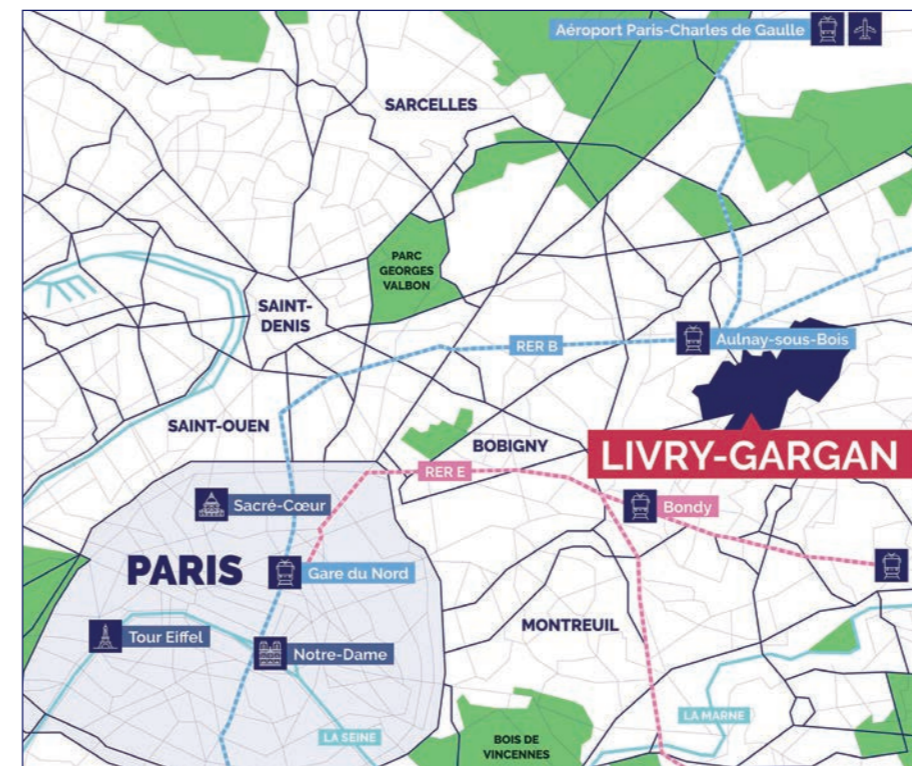 Aéroport Paris-Charles de Gaulle
SARCELLES
PARC
GEORGES
VALBON
SAINT-
DENIS
RER B
Aulnay-sous-Bois
SAINT-OUEN
BOBIGNY
LIVRY-GARGAN
RER E
Sacré-Cœur
Bondy
PARIS
Gare du Nord
MONTREUIL
Tour Eiffel
Notre-Dame
LA MARNE
LA SEINE
BOIS DE
VINCENNES